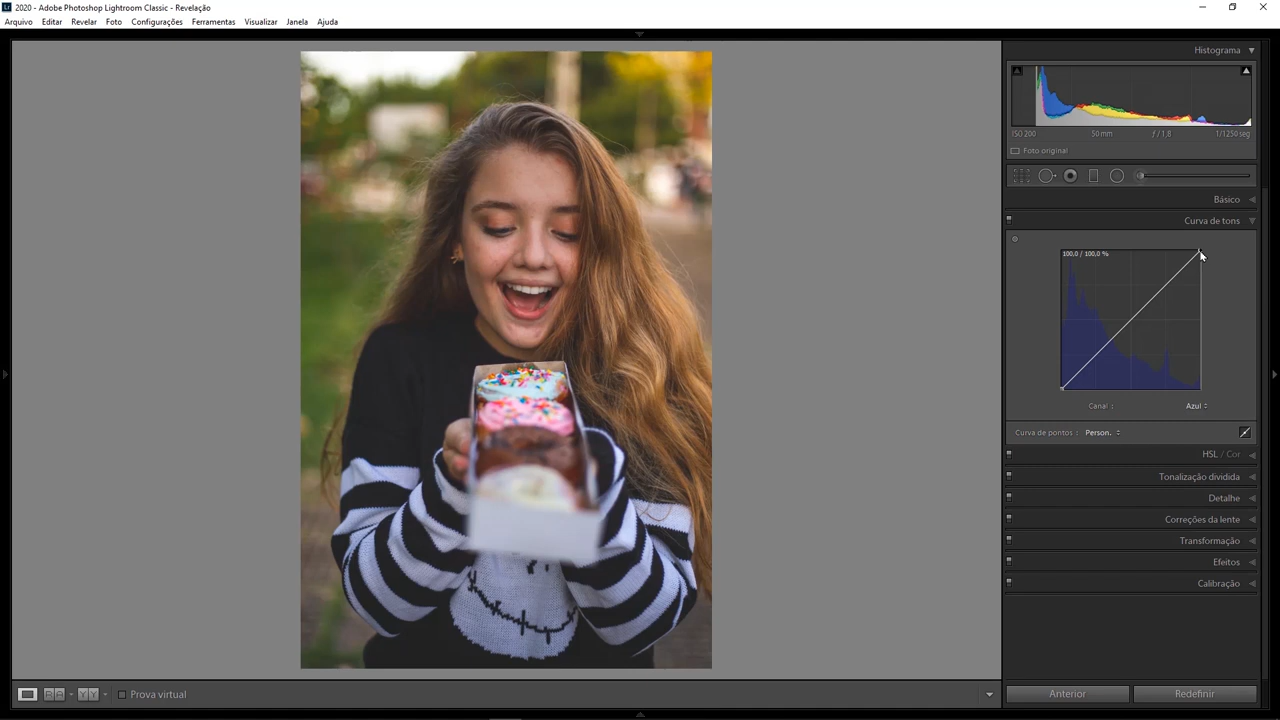 Lr 2020 - Adobe Photoshop Lightroom Classic - Revelação
Arquivo Editar Revelar Foto Configurações Ferramentas Visualizar Janela Ajuda
Histograma
ISO 200 50 mm ƒ / 1,8 1/1250 seg
Foto original
Básico
Curva de tons
100,0 / 100,0 %
Canal : Azul
Curva de pontos : Person.
HSL / Cor
Tonalização dividida
Detalhe
Correções da lente
Transformação
Efeitos
Calibração
Prova virtual
Anterior Redefinir